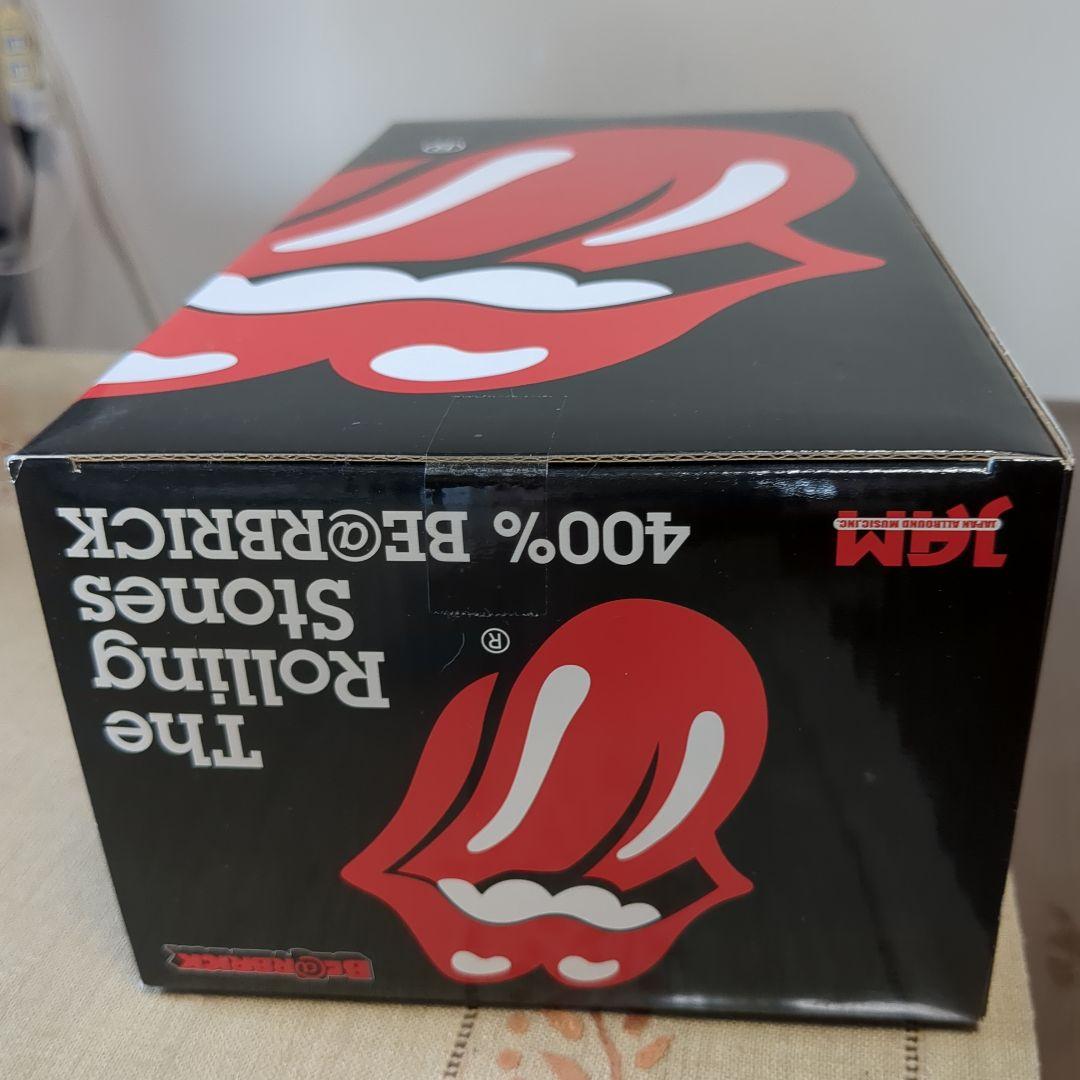 The
Rolling
Stones
400% BE@RBRICK
®
BE@RBRICK
JAM
JAPAN ALLROUND MUSIC.INC.